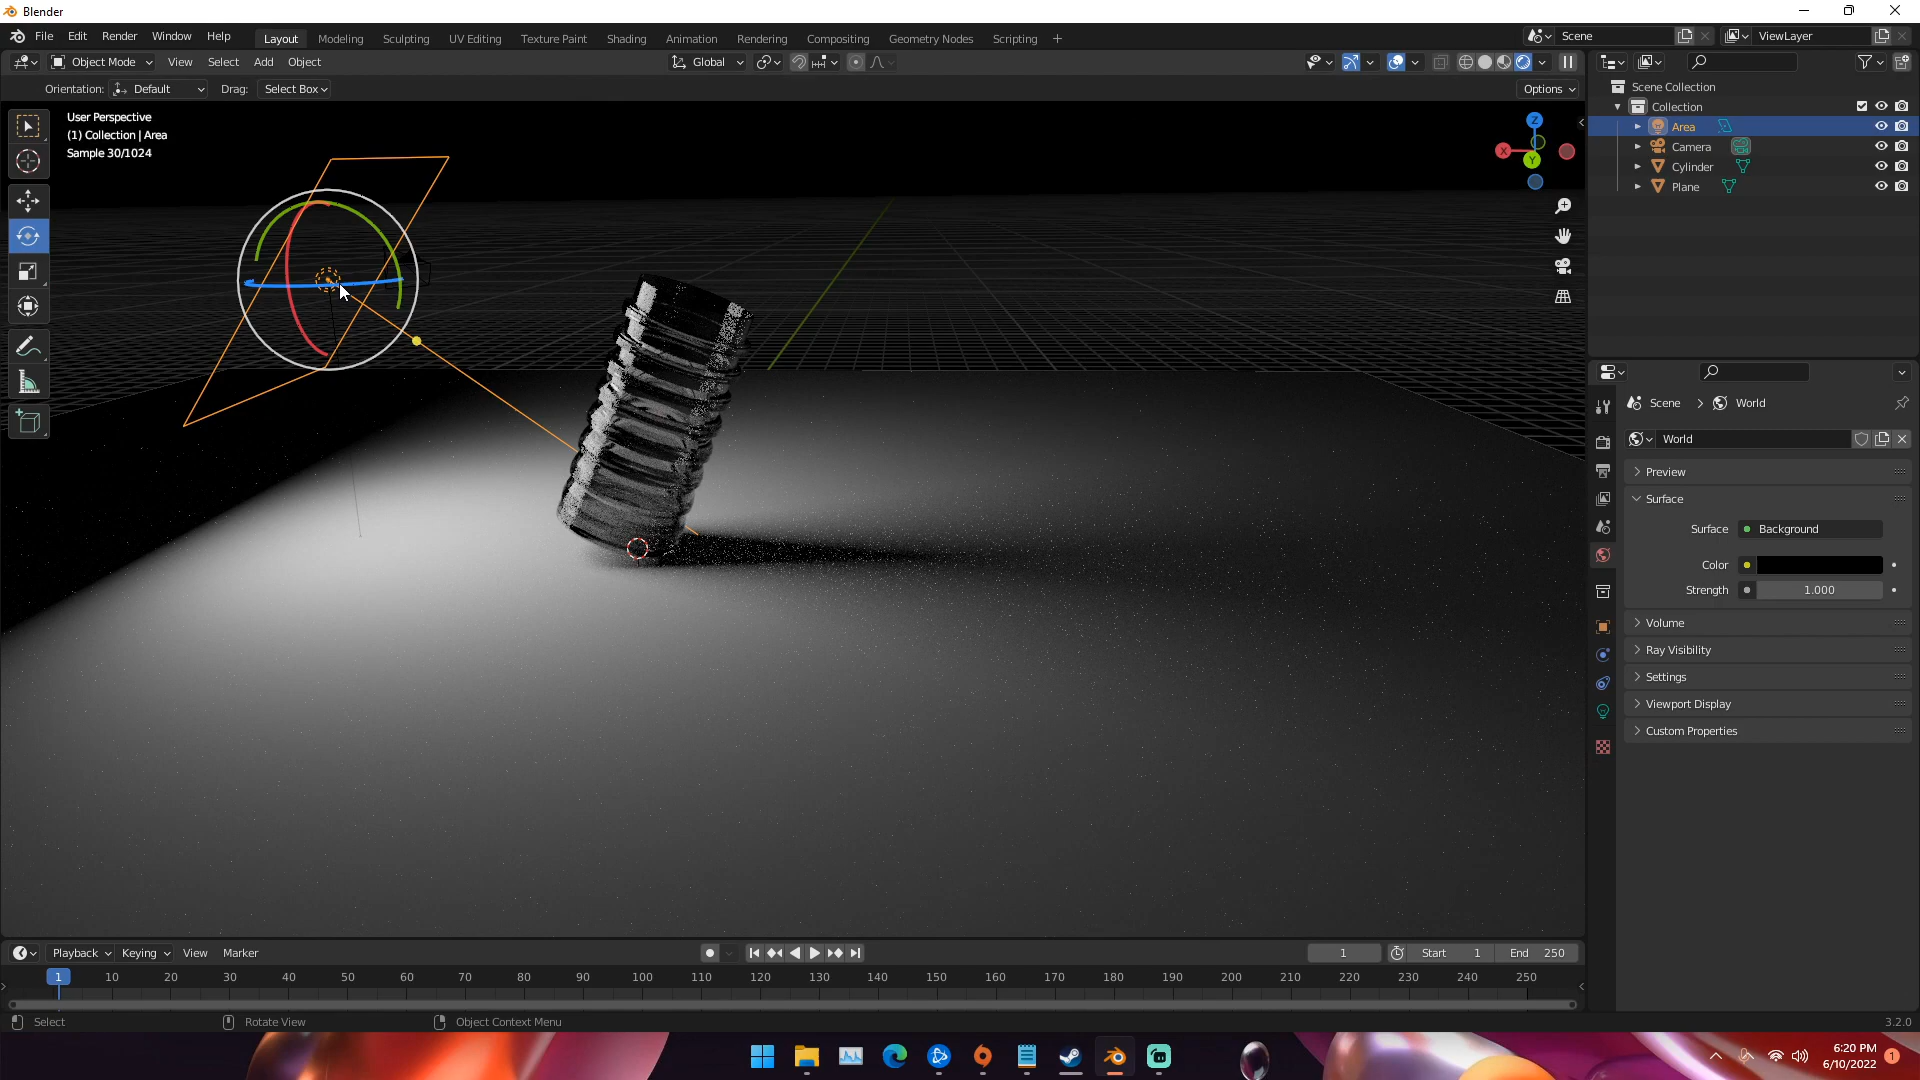 Blender
File Edit Render Window Help
Layout Modeling Sculpting UV Editing Texture Paint Shading Animation Rendering Compositing Geometry Nodes Scripting +
Scene
ViewLayer
Object Mode View Select Add Object
Global
Orientation: Default Drag: Select Box
Options
User Perspective
(1) Collection | Area
Sample 30/1024
Z
X
Y
Scene Collection
Collection
Area
Camera
Cylinder
Plane
Scene > World
World
Preview
Surface
Surface Background
Color
Strength 1.000
Volume
Ray Visibility
Settings
Viewport Display
Custom Properties
Playback Keying View Marker
1 Start 1 End 250
1 10 20 30 40 50 60 70 80 90 100 110 120 130 140 150 160 170 180 190 200 210 220 230 240 250
Select Rotate View Object Context Menu
3.2.0
6:20 PM
6/10/2022
1